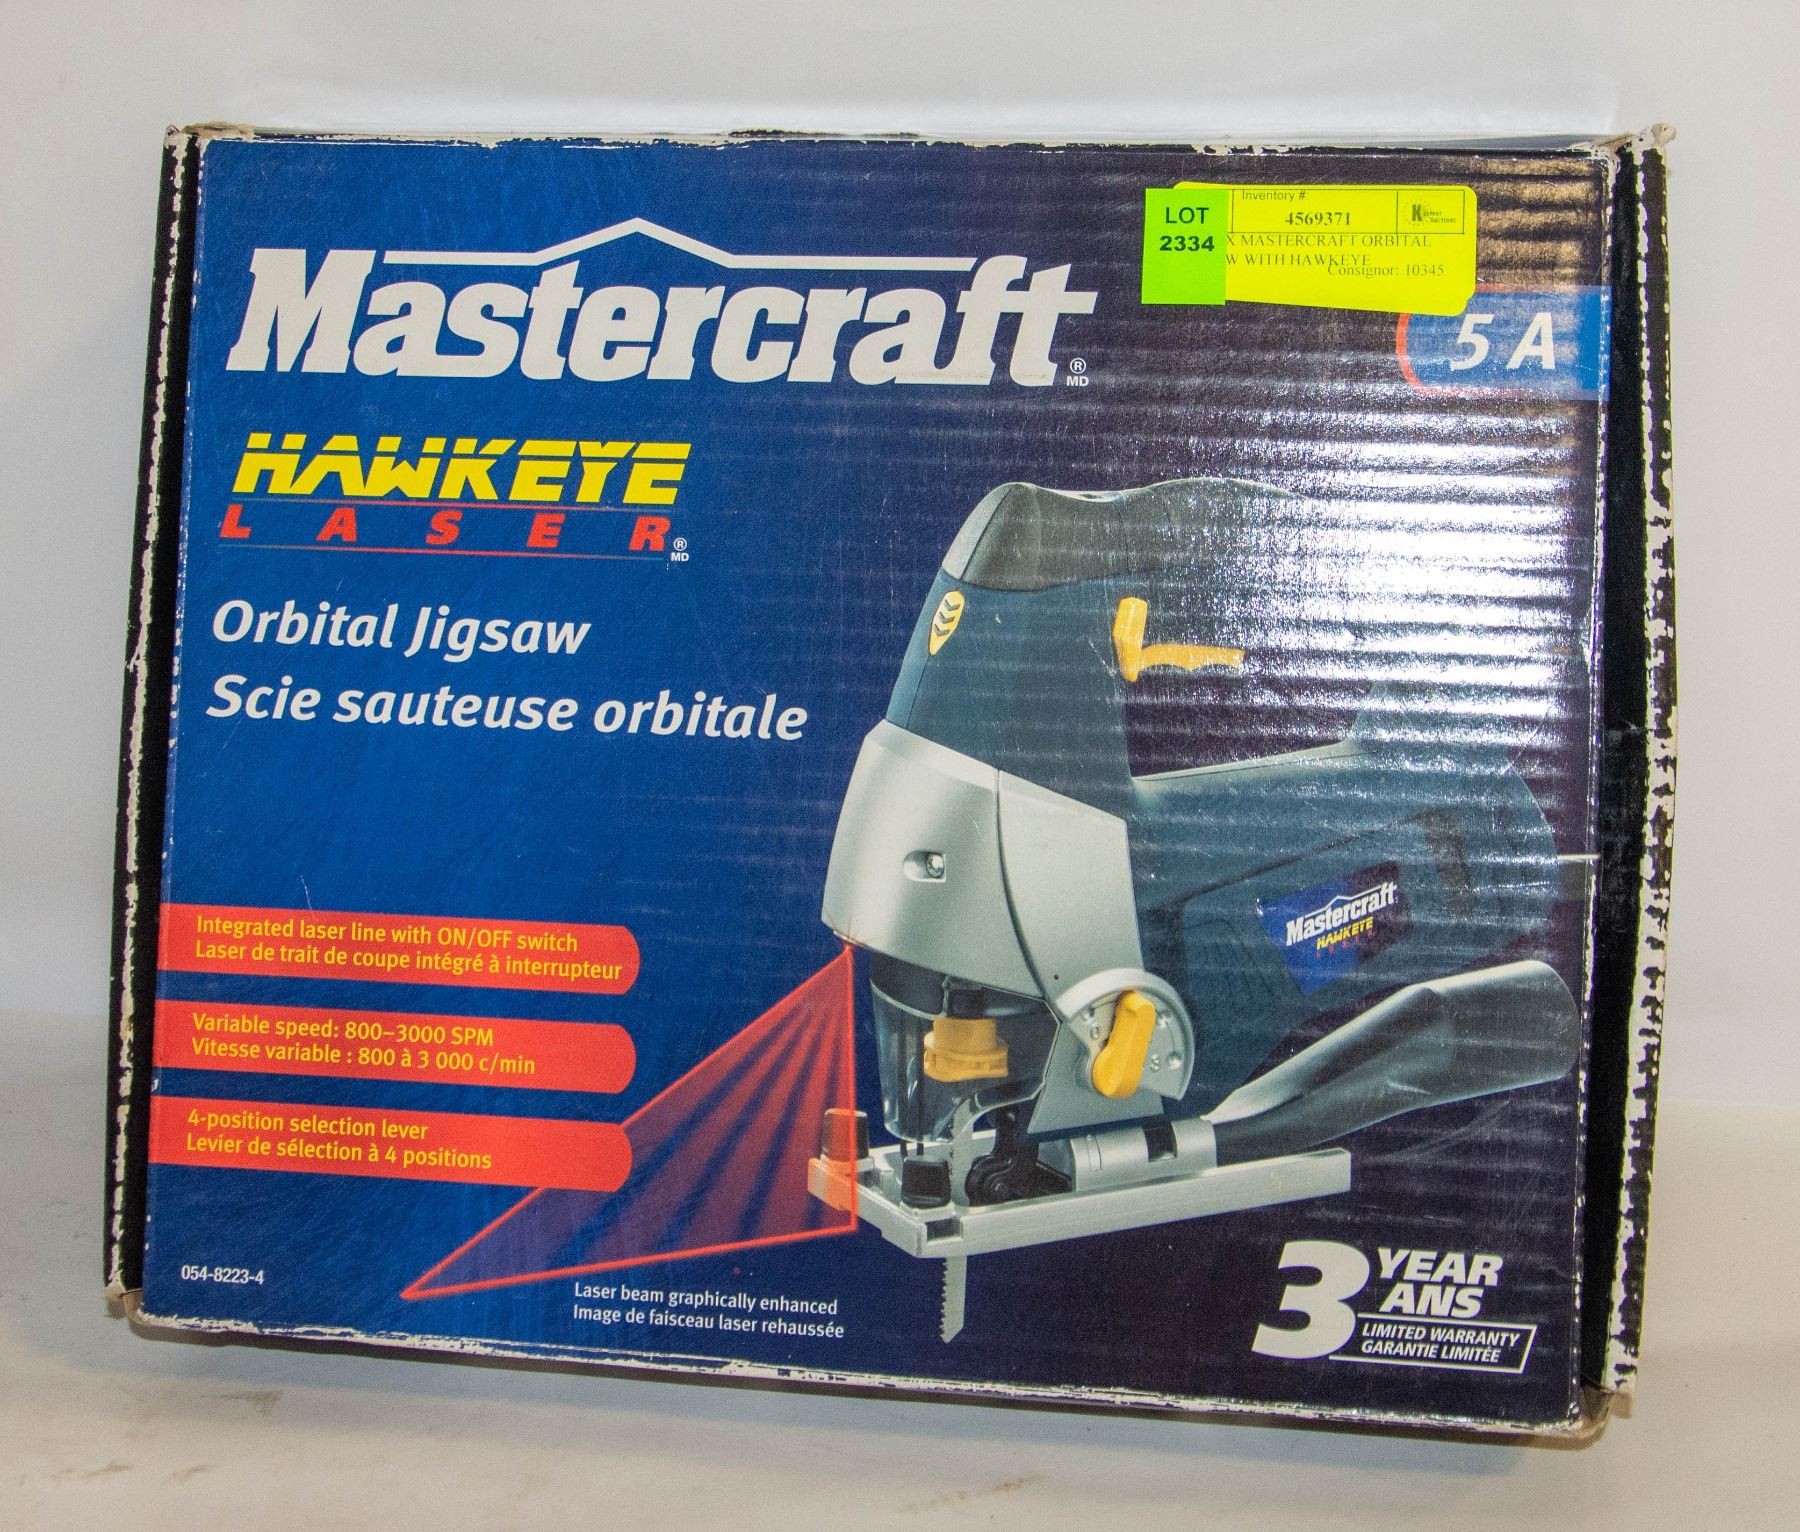 Mastercraft
® MD
LOT
2334
Inventory #
4569371
X MASTERCRAFT ORBITAL
W WITH HAWKEYE
Consignor: 10345
5 A
HAWKEYE
LASER
® MD
Orbital Jigsaw
Scie sauteuse orbitale
Mastercraft
HAWKEYE
LASER
Integrated laser line with ON/OFF switch
Laser de trait de coupe intégré à interrupteur
Variable speed: 800–3000 SPM
Vitesse variable : 800 à 3 000 c/min
4-position selection lever
Levier de sélection à 4 positions
054-8223-4
Laser beam graphically enhanced
Image de faisceau laser rehaussée
3 YEAR
ANS
LIMITED WARRANTY
GARANTIE LIMITÉE